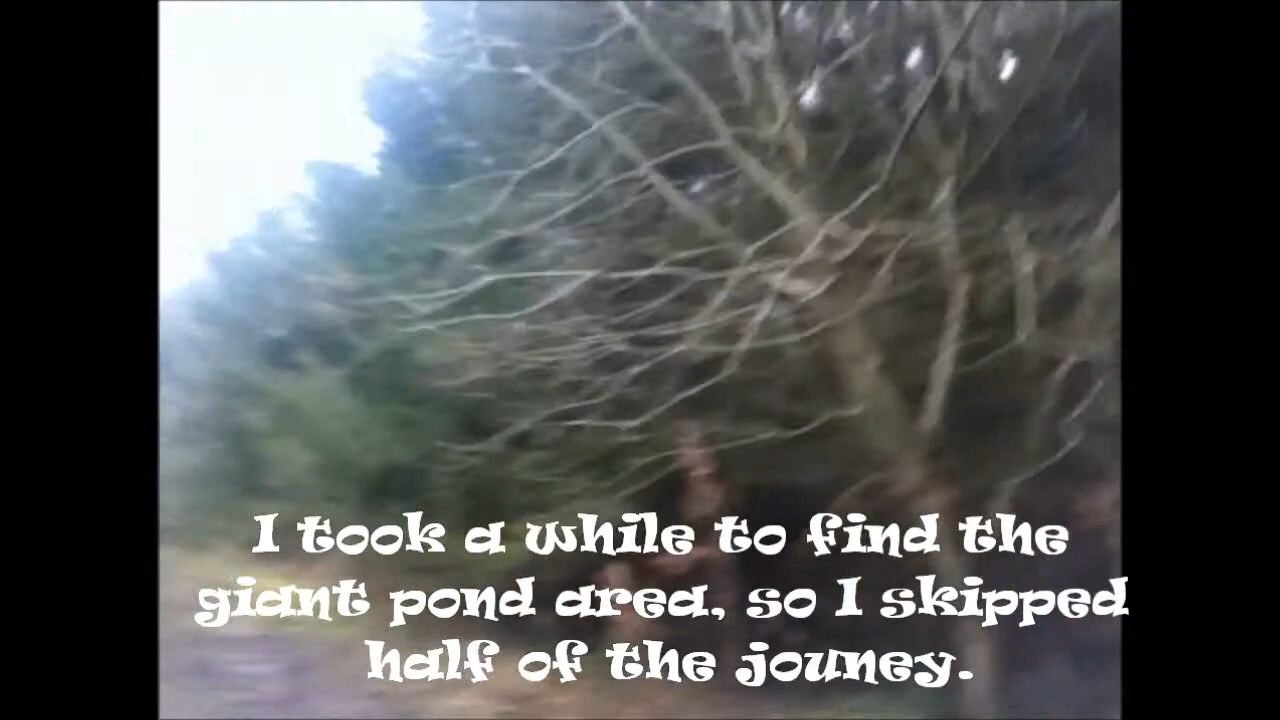 I took a while to find the
giant pond area, so I skipped
half of the jouney.